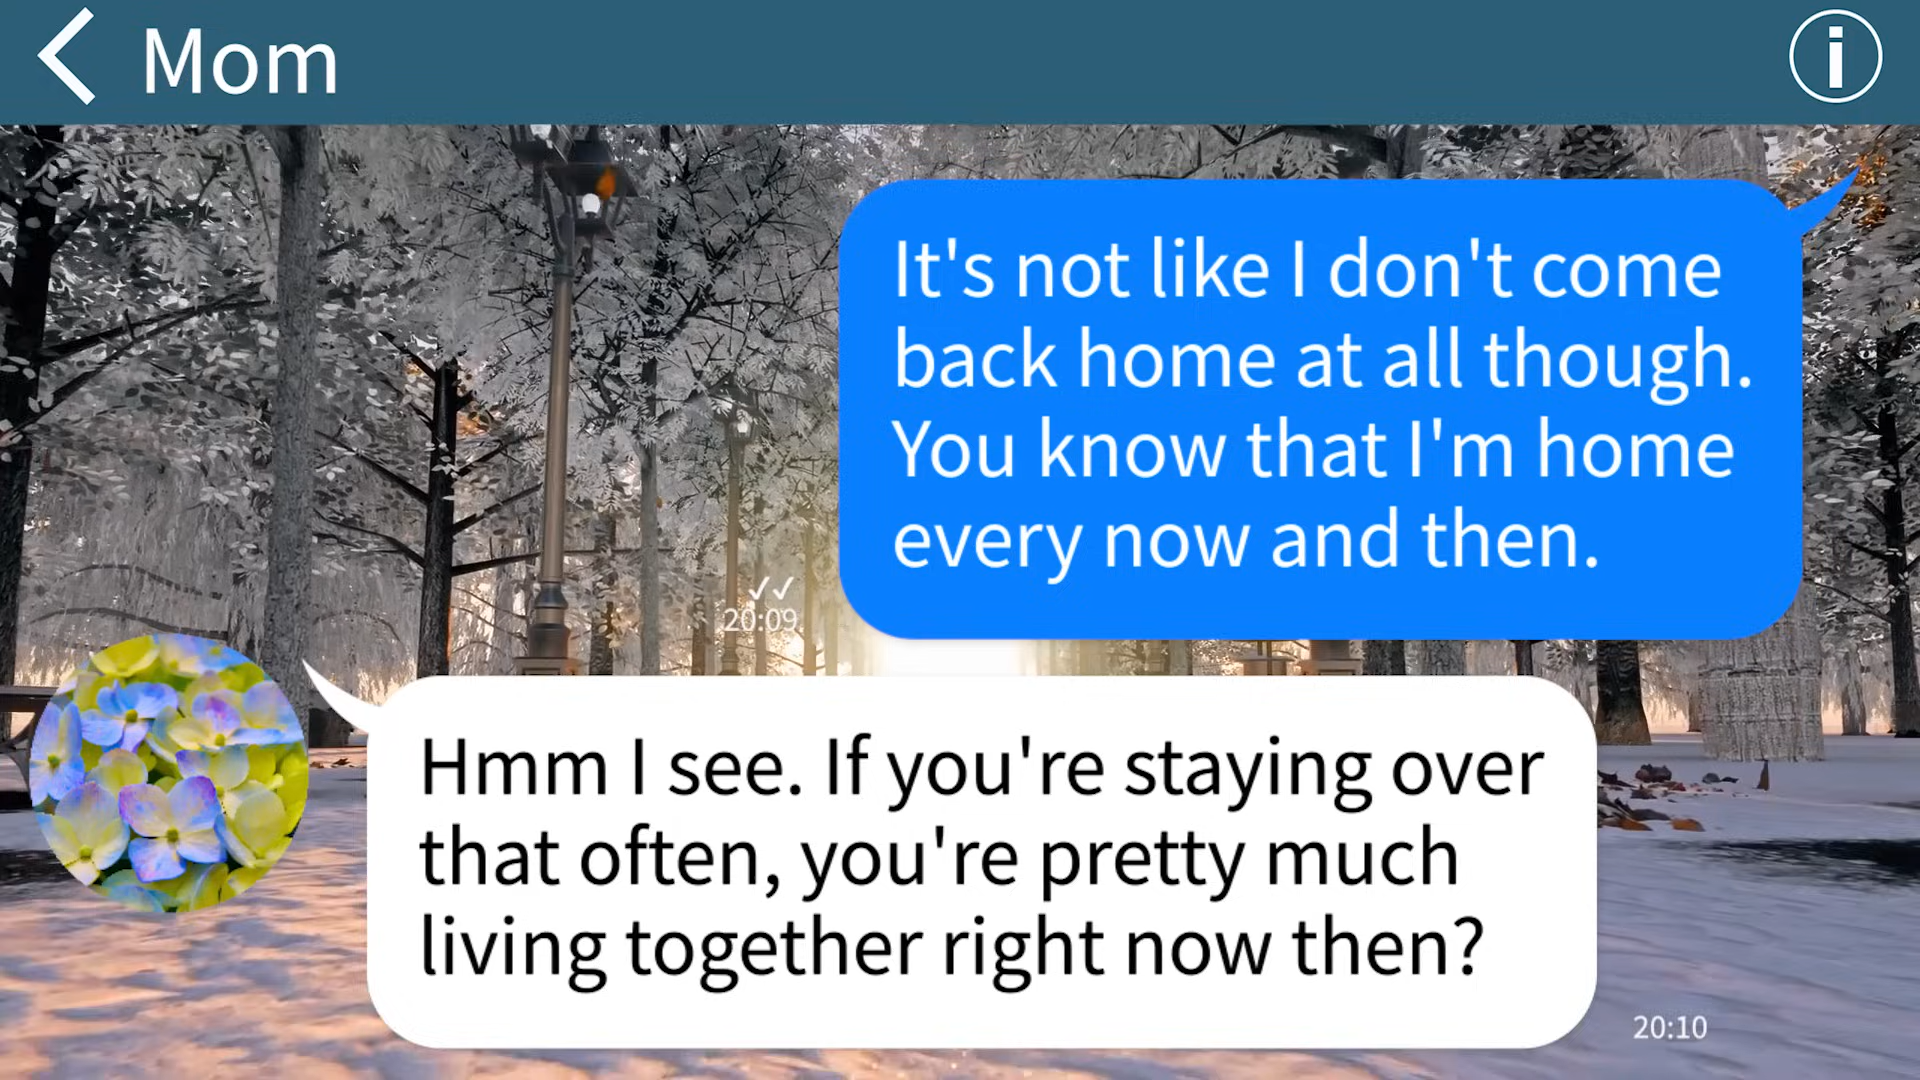 Mom
It's not like I don't come
back home at all though.
You know that I'm home
every now and then.
20:09
Hmm I see. If you're staying over
that often, you're pretty much
living together right now then?
20:10